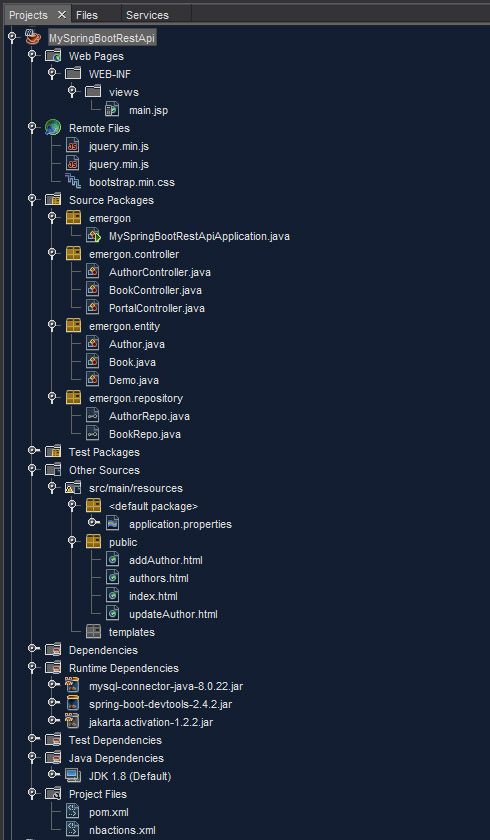 Projects Files Services
MySpringBootRestApi
Web Pages
WEB-INF
views
main.jsp
Remote Files
jquery.min.js
jquery.min.js
bootstrap.min.css
Source Packages
emergon
MySpringBootRestApiApplication.java
emergon.controller
AuthorController.java
BookController.java
PortalController.java
emergon.entity
Author.java
Book.java
Demo.java
emergon.repository
AuthorRepo.java
BookRepo.java
Test Packages
Other Sources
src/main/resources
<default package>
application.properties
public
addAuthor.html
authors.html
index.html
updateAuthor.html
templates
Dependencies
Runtime Dependencies
mysql-connector-java-8.0.22.jar
spring-boot-devtools-2.4.2.jar
jakarta.activation-1.2.2.jar
Test Dependencies
Java Dependencies
JDK 1.8 (Default)
Project Files
pom.xml
nbactions.xml